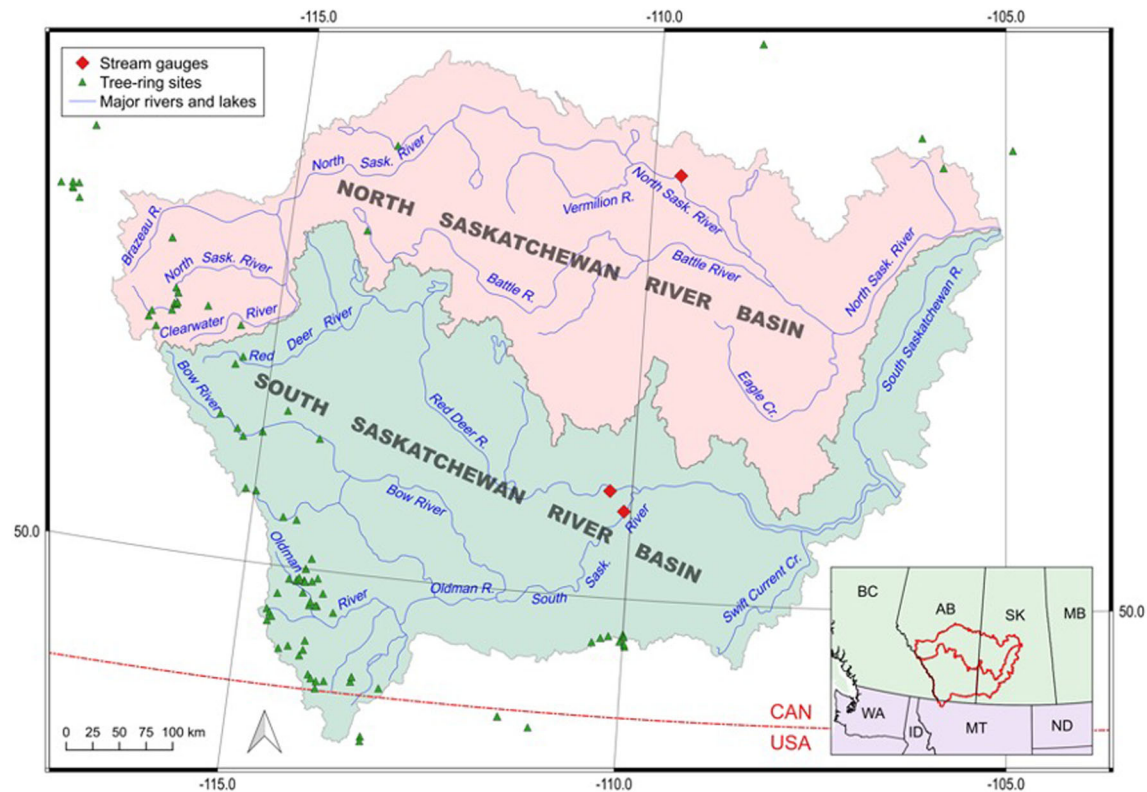 -115.0
-110.0
-105.0
Stream gauges
Tree-ring sites
Major rivers and lakes
North Sask. River
Vermilion R.
North Sask. River
Brazeau R.
North Sask. River
NORTH SASKATCHEWAN RIVER BASIN
Battle R.
Battle River
North Sask. River
Clearwater River
Red Deer River
South Saskatchewan R.
Bow River
Eagle Cr.
Red Deer R.
SOUTH SASKATCHEWAN RIVER BASIN
Bow River
50.0
Oldman River
Oldman R.
South Sask. River
Swift Current Cr.
50.0
BC
AB
SK
MB
WA
ID
MT
ND
CAN
USA
0 25 50 75 100 km
-115.0
-110.0
-105.0